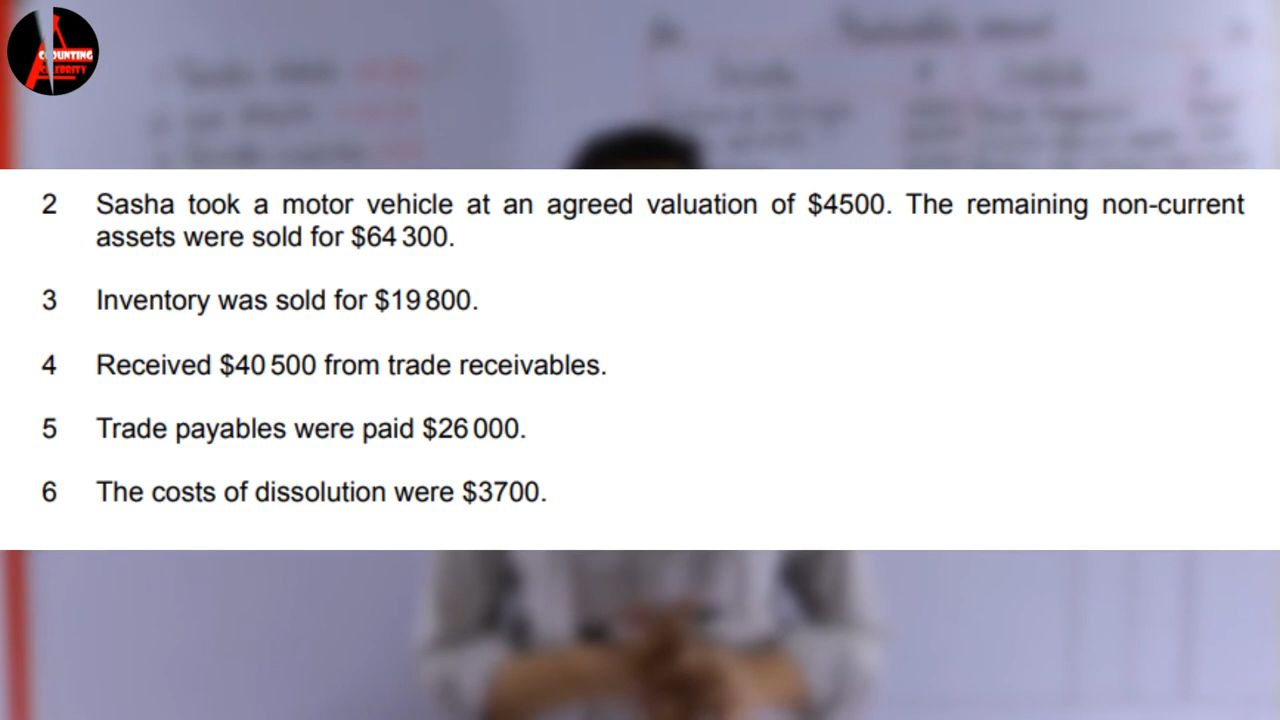 ACCOUNTING
CELEBRITY
2 Sasha took a motor vehicle at an agreed valuation of $4500. The remaining non-current
assets were sold for $64 300.
3 Inventory was sold for $19 800.
4 Received $40 500 from trade receivables.
5 Trade payables were paid $26 000.
6 The costs of dissolution were $3700.